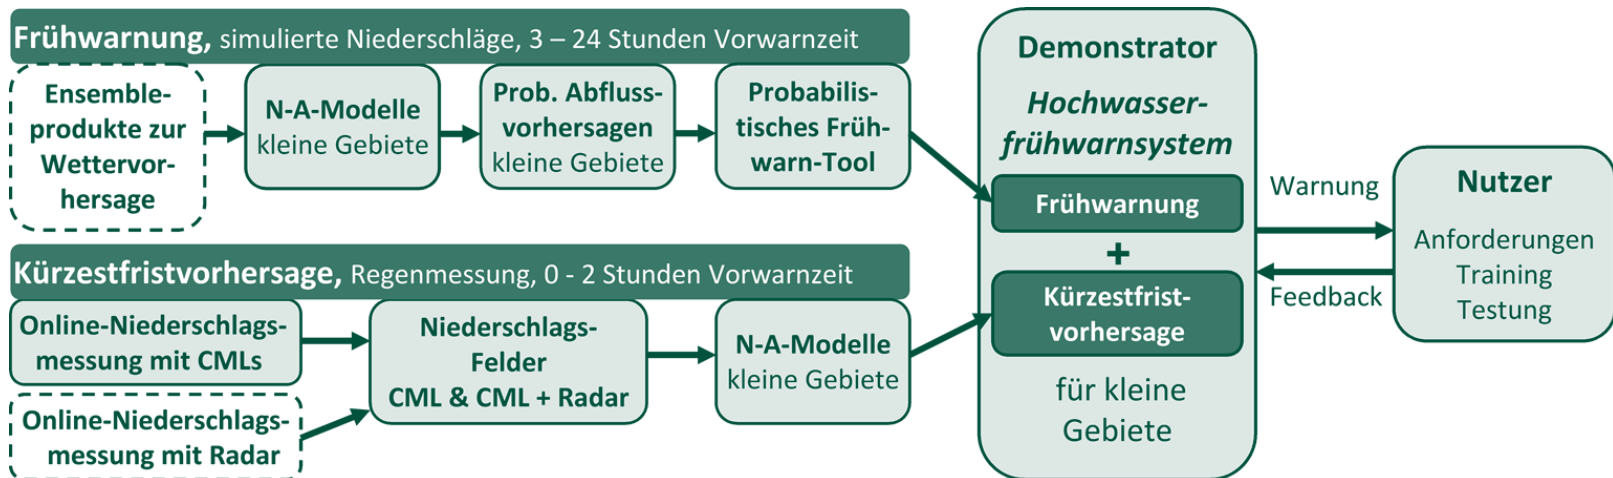 Frühwarnung, simulierte Niederschläge, 3 – 24 Stunden Vorwarnzeit
Ensemble-
produkte zur
Wettervor-
hersage
N-A-Modelle
kleine Gebiete
Prob. Abfluss-
vorhersagen
kleine Gebiete
Probabilis-
tisches Früh-
warn-Tool
Kürzestfristvorhersage, Regenmessung, 0 - 2 Stunden Vorwarnzeit
Online-Niederschlags-
messung mit CMLs
Online-Niederschlags-
messung mit Radar
Niederschlags-
Felder
CML & CML + Radar
N-A-Modelle
kleine Gebiete
Demonstrator
Hochwasser-
frühwarnsystem
Frühwarnung
+
Kürzestfrist-
vorhersage
für kleine
Gebiete
Warnung
Feedback
Nutzer
Anforderungen
Training
Testung